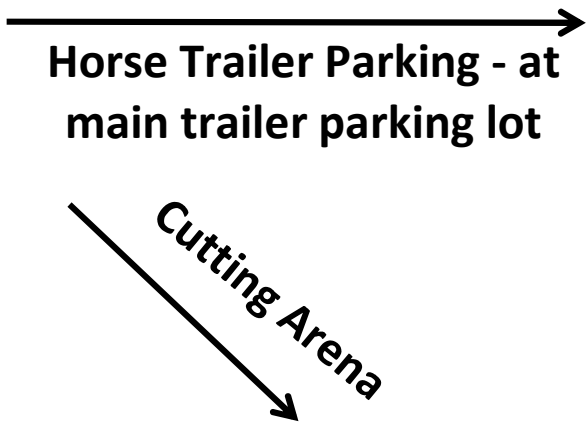 Horse Trailer Parking - at
main trailer parking lot
Cutting Arena